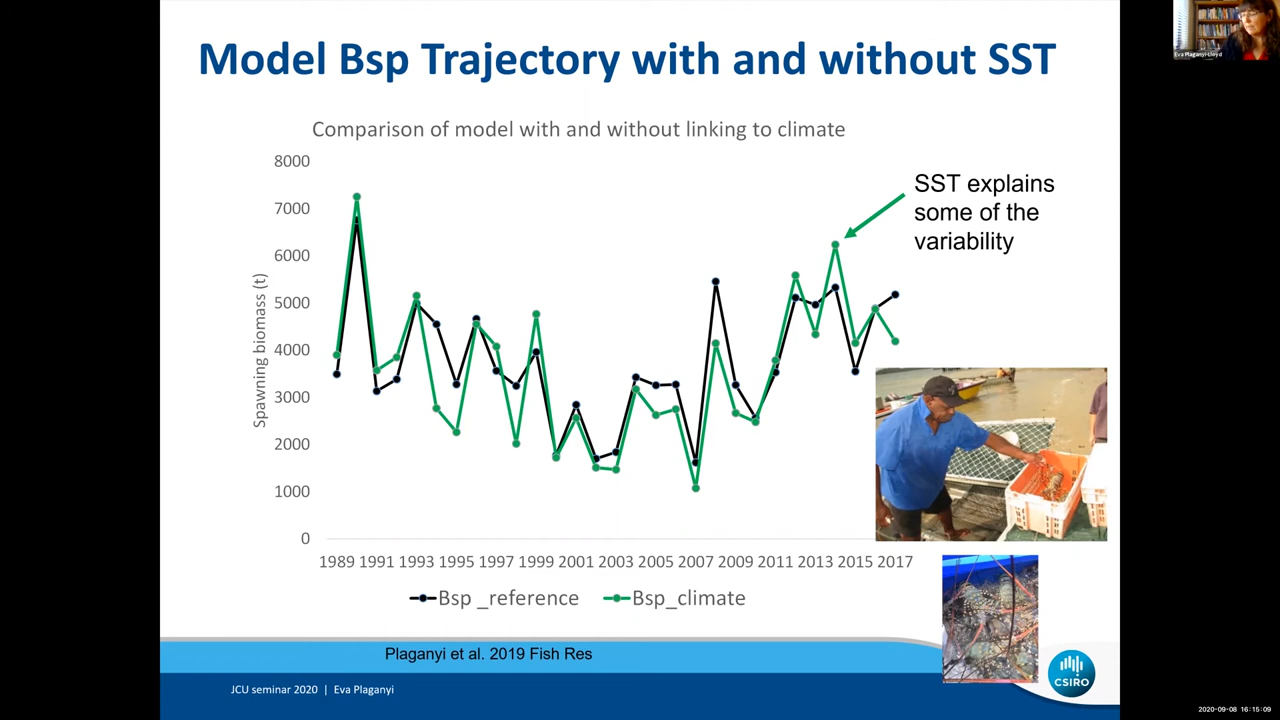 Model Bsp Trajectory with and without SST
Eva Plaganyi-Lloyd
Comparison of model with and without linking to climate
SST explains
some of the
variability
Spawning biomass (t)
8000
7000
6000
5000
4000
3000
2000
1000
0
1989 1991 1993 1995 1997 1999 2001 2003 2005 2007 2009 2011 2013 2015 2017
Bsp _reference Bsp_climate
Plaganyi et al. 2019 Fish Res
JCU seminar 2020 | Eva Plaganyi
CSIRO
2020-09-08 16:15:09